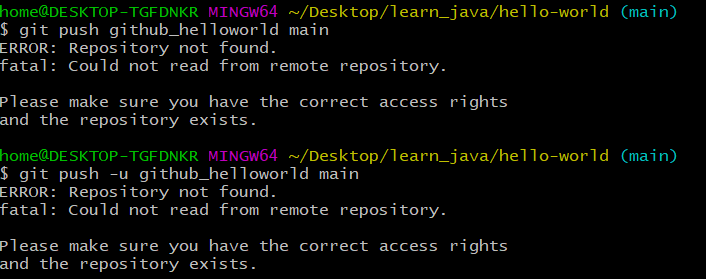 home@DESKTOP-TGFDNKR MINGW64 ~/Desktop/learn_java/hello-world (main)
$ git push github_helloworld main
ERROR: Repository not found.
fatal: Could not read from remote repository.
Please make sure you have the correct access rights
and the repository exists.
home@DESKTOP-TGFDNKR MINGW64 ~/Desktop/learn_java/hello-world (main)
$ git push -u github_helloworld main
ERROR: Repository not found.
fatal: Could not read from remote repository.
Please make sure you have the correct access rights
and the repository exists.